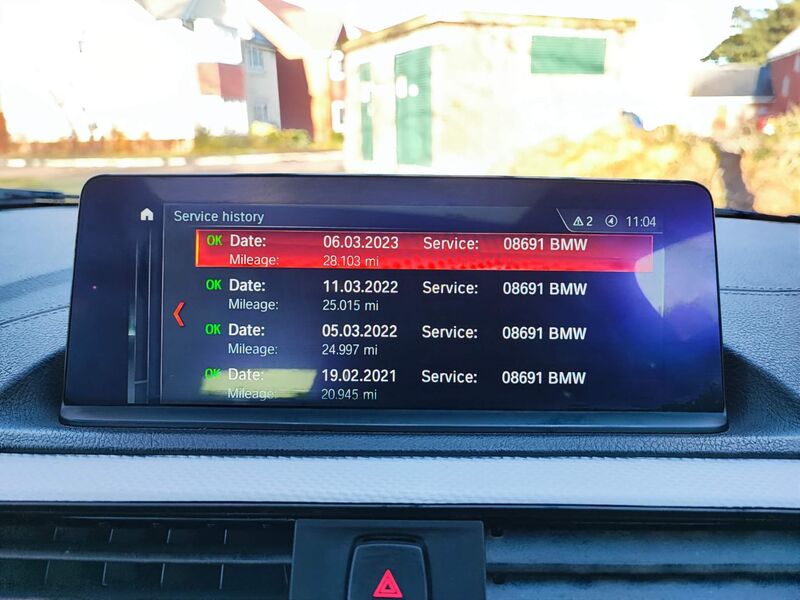 Service history 2 11:04
OK Date: 06.03.2023 Service: 08691 BMW
Mileage: 28.103 mi
OK Date: 11.03.2022 Service: 08691 BMW
Mileage: 25.015 mi
OK Date: 05.03.2022 Service: 08691 BMW
Mileage: 24.997 mi
OK Date: 19.02.2021 Service: 08691 BMW
Mileage: 20.945 mi